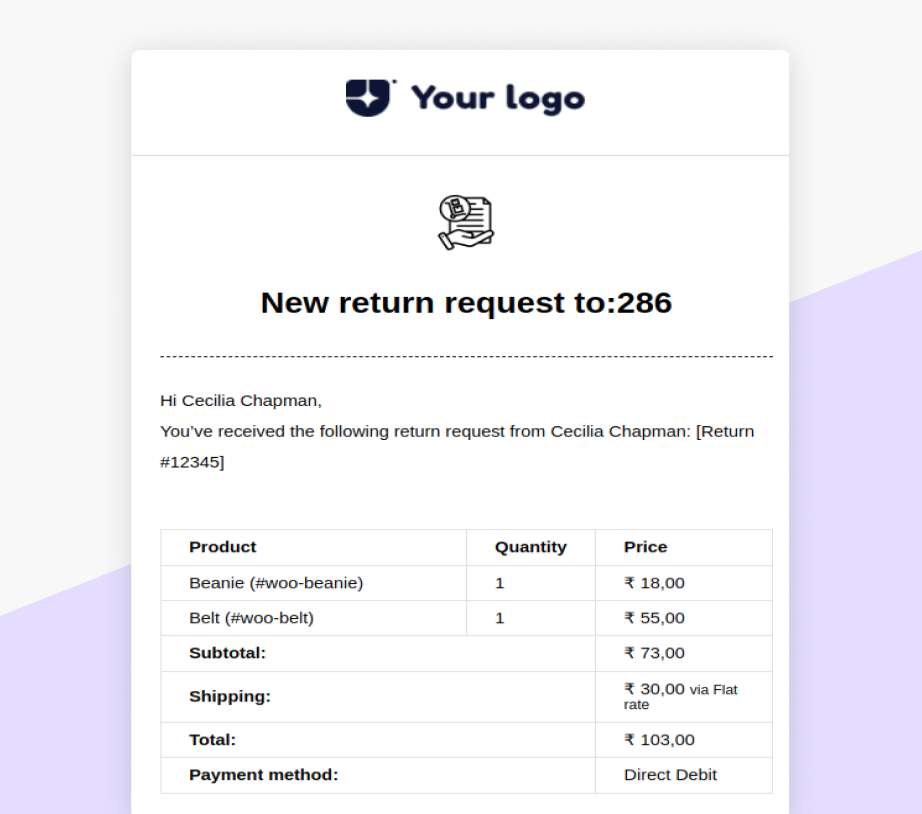 Your logo
New return request to:286
Hi Cecilia Chapman,
You’ve received the following return request from Cecilia Chapman: [Return
#12345]
Product Quantity Price
Beanie (#woo-beanie) 1 ₹ 18,00
Belt (#woo-belt) 1 ₹ 55,00
Subtotal: ₹ 73,00
Shipping: ₹ 30,00 via Flat
rate
Total: ₹ 103,00
Payment method: Direct Debit